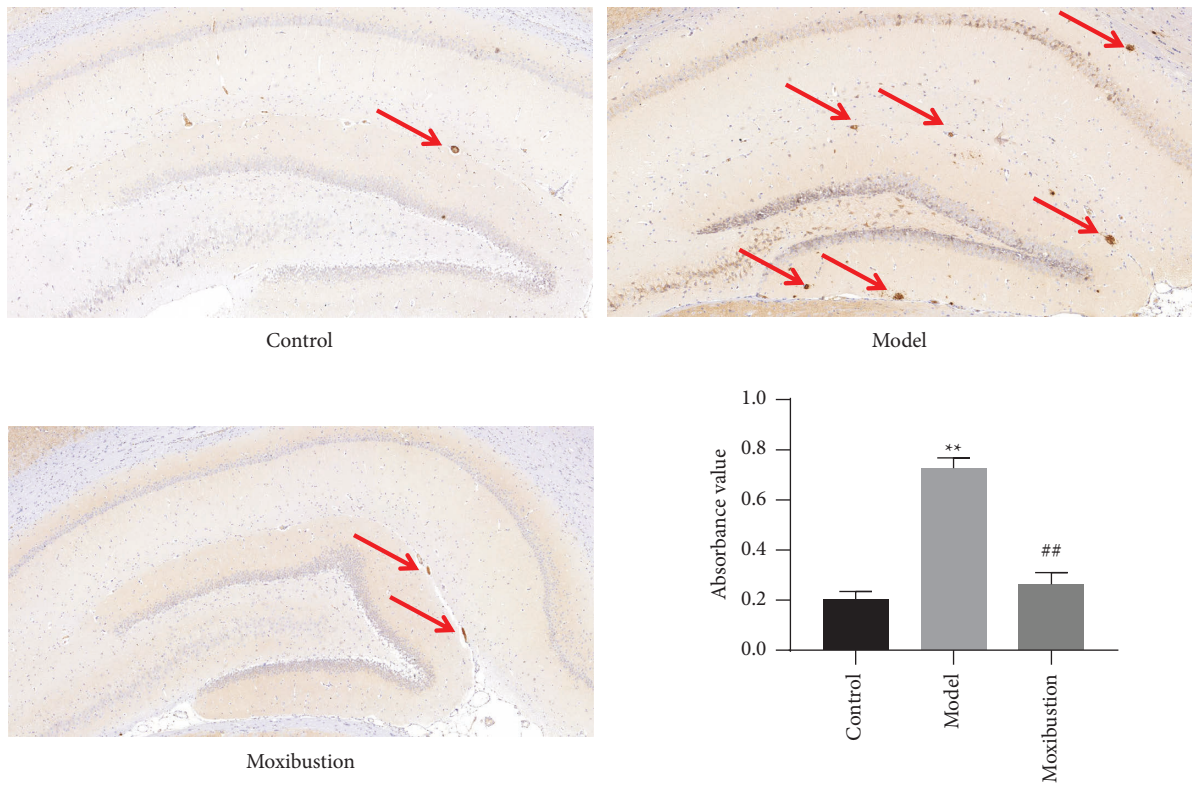 Control
Model
Moxibustion
Absorbance value
1.0
0.8
0.6
0.4
0.2
0.0
**
##
Control
Model
Moxibustion